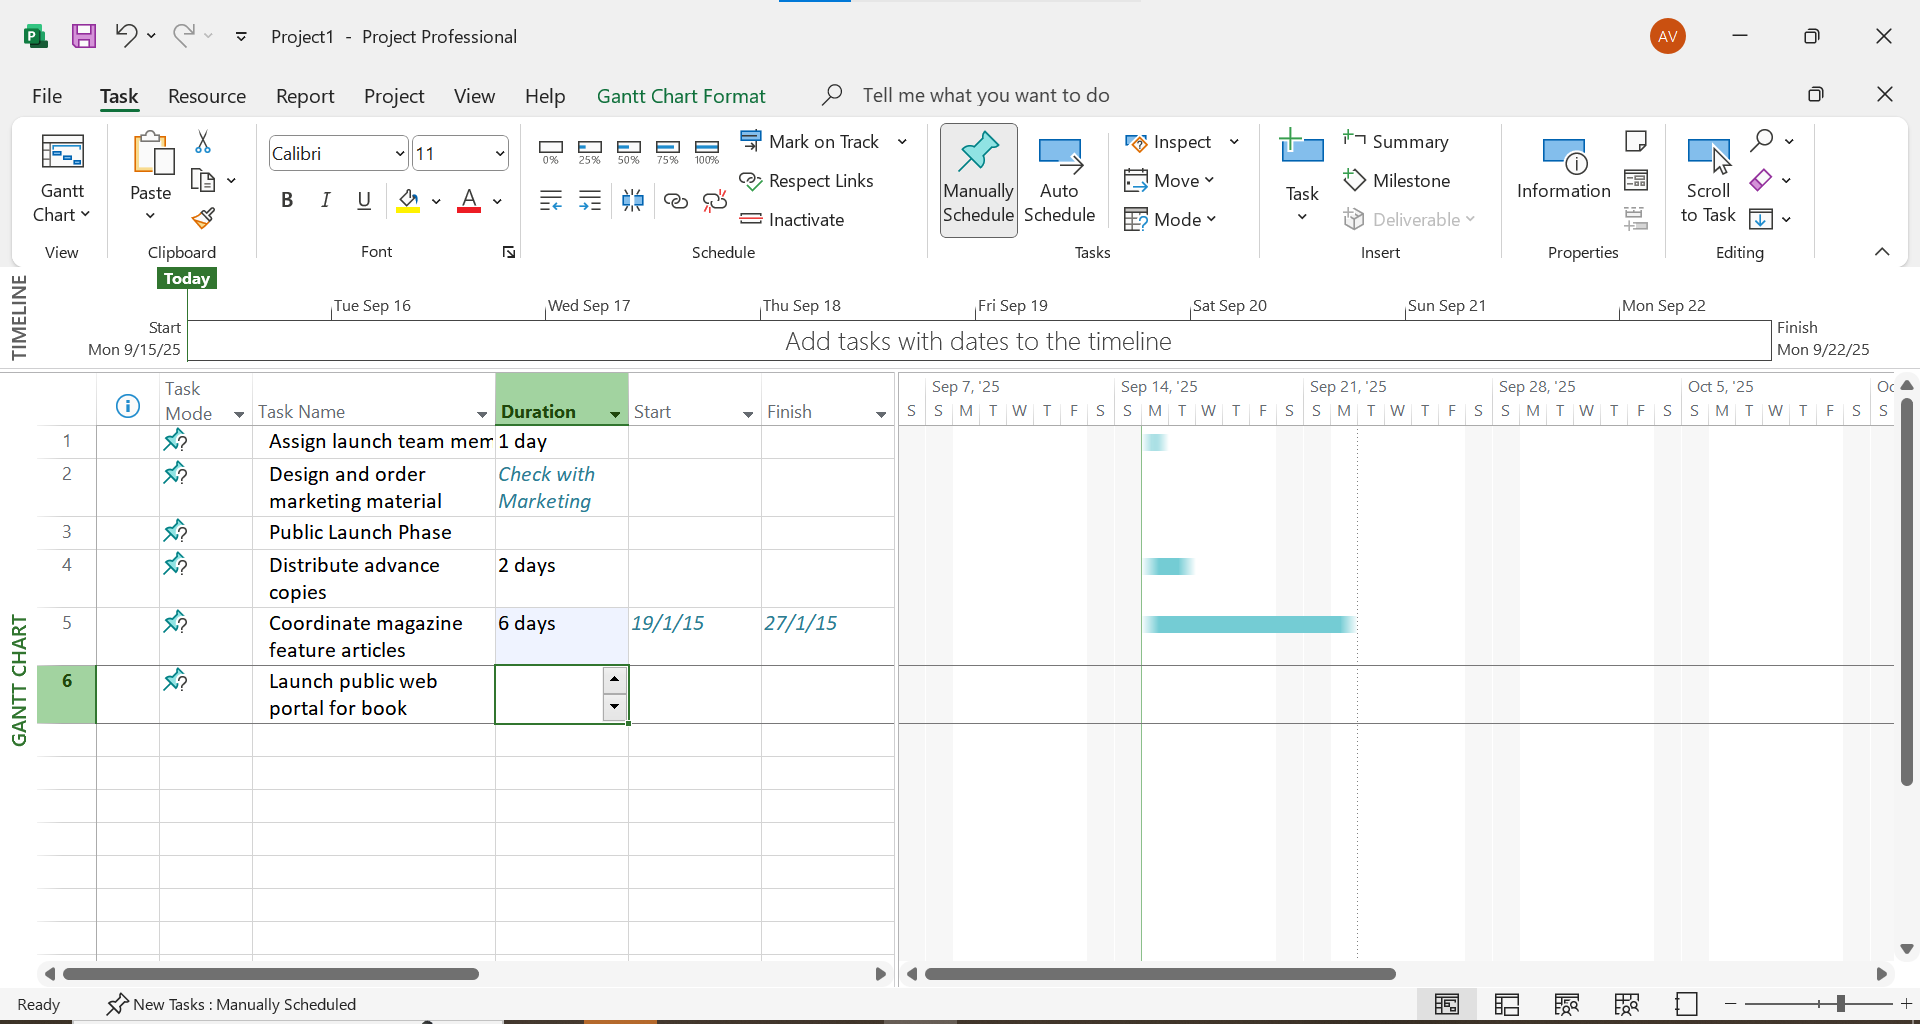 Project1 - Project Professional
AV
File Task Resource Report Project View Help Gantt Chart Format Tell me what you want to do
Gantt
Chart
View
Paste
Clipboard
Calibri 11
B I U A
Font
0% 25% 50% 75% 100%
Mark on Track
Respect Links
Inactivate
Schedule
Manually
Schedule
Auto
Schedule
Inspect
Move
Mode
Tasks
Task
Summary
Milestone
Deliverable
Insert
Information
Properties
Scroll
to Task
Editing
TIMELINE
Today
Tue Sep 16 Wed Sep 17 Thu Sep 18 Fri Sep 19 Sat Sep 20 Sun Sep 21 Mon Sep 22
Start
Mon 9/15/25
Add tasks with dates to the timeline
Finish
Mon 9/22/25
GANTT CHART
Task
Mode Task Name Duration Start Finish
Sep 7, '25 Sep 14, '25 Sep 21, '25 Sep 28, '25 Oct 5, '25 Oc
S S M T W T F S S M T W T F S S M T W T F S S M T W T F S S M T W T F S S
1 Assign launch team mem 1 day
2 Design and order
marketing material
Check with
Marketing
3 Public Launch Phase
4 Distribute advance
copies
2 days
5 Coordinate magazine
feature articles
6 days 19/1/15 27/1/15
6 Launch public web
portal for book
Ready New Tasks : Manually Scheduled